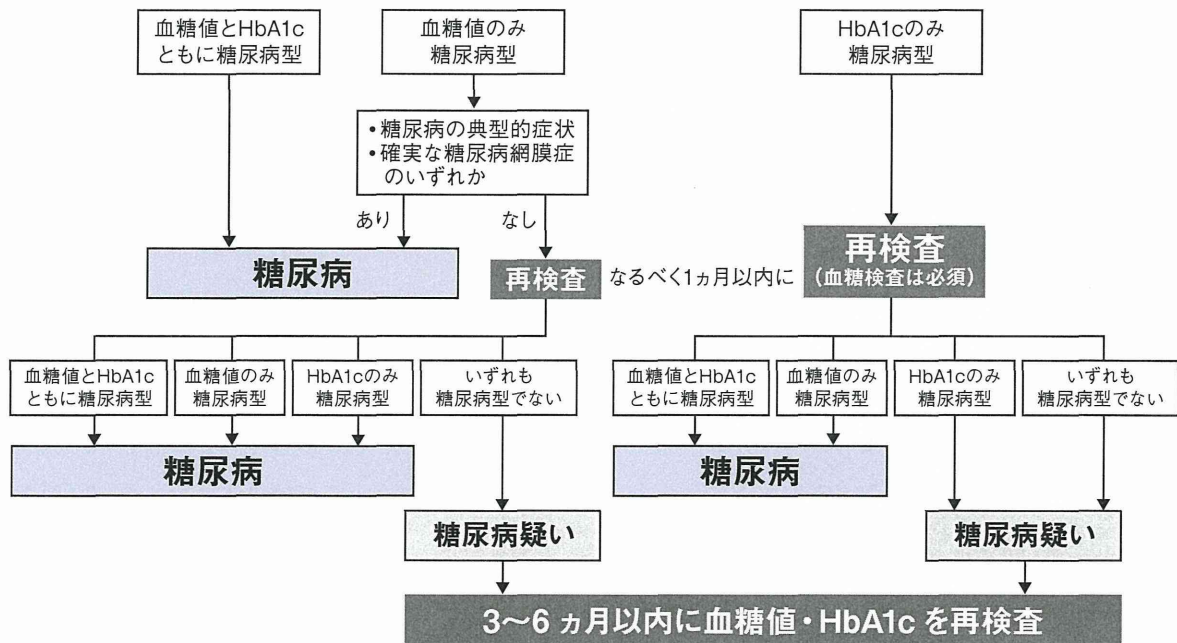 血糖値とHbA1c
ともに糖尿病型
血糖値のみ
糖尿病型
HbA1cのみ
糖尿病型
•糖尿病の典型的症状
•確実な糖尿病網膜症
のいずれか
あり
なし
糖尿病
再検査
なるべく1ヵ月以内に
再検査
(血糖検査は必須)
血糖値とHbA1c
ともに糖尿病型
血糖値のみ
糖尿病型
HbA1cのみ
糖尿病型
いずれも
糖尿病型でない
血糖値とHbA1c
ともに糖尿病型
血糖値のみ
糖尿病型
HbA1cのみ
糖尿病型
いずれも
糖尿病型でない
糖尿病
糖尿病
糖尿病疑い
糖尿病疑い
3〜6 ヵ月以内に血糖値・HbA1c を再検査